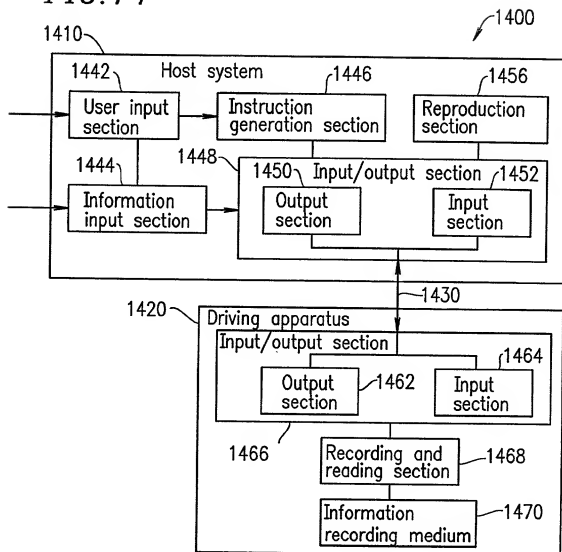 1400
1410
1442
Host system
1446
1456
User input
section
Instruction
generation section
Reproduction
section
1444
1448
Input/output section
1450
1452
Information
input section
Output
section
Input
section
1430
1420
Driving apparatus
Input/output section
1464
Output
section
1462
Input
section
1466
Recording and
reading section
1468
Information
recording medium
1470